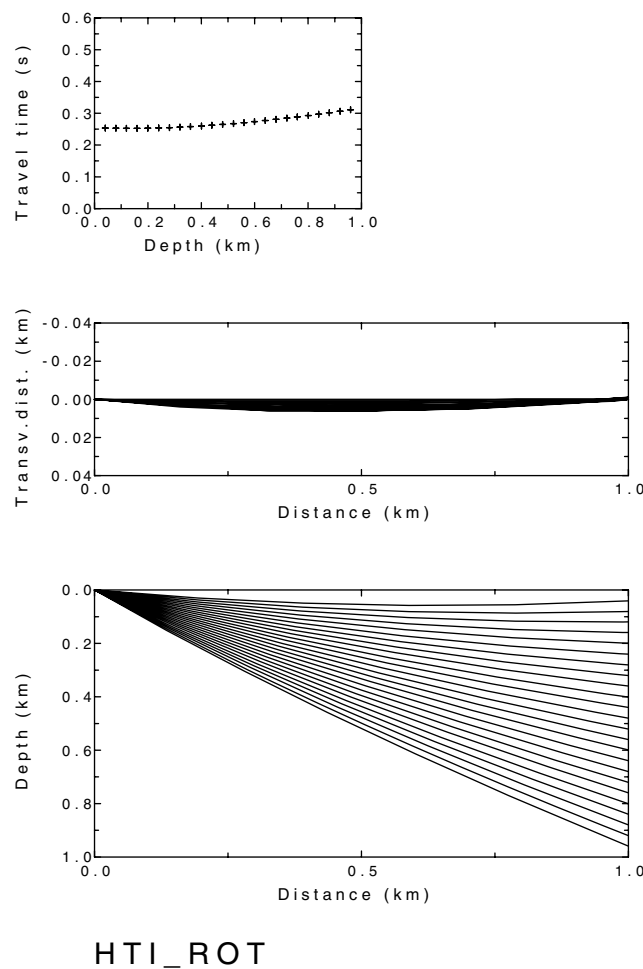 0.6
0.5
0.4
0.3
0.2
0.1
0.0
Travel time (s)
0.0 0.2 0.4 0.6 0.8 1.0
Depth (km)
-0.04
-0.02
0.00
0.02
0.04
Transv.dist. (km)
0.0 0.5 1.0
Distance (km)
0.0
0.2
0.4
0.6
0.8
1.0
Depth (km)
0.0 0.5 1.0
Distance (km)
HTI_ROT